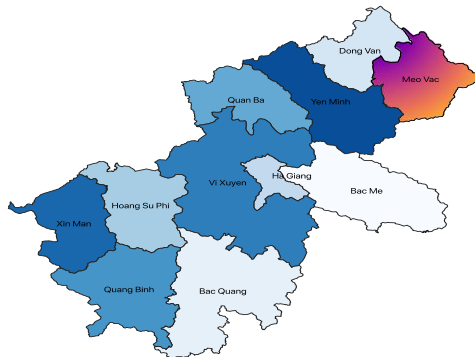 Dong Van
Meo Vac
Quan Ba
Yen Minh
Ha Giang
Vi Xuyen
Bac Me
Hoang Su Phi
Xin Man
Quang Binh
Bac Quang